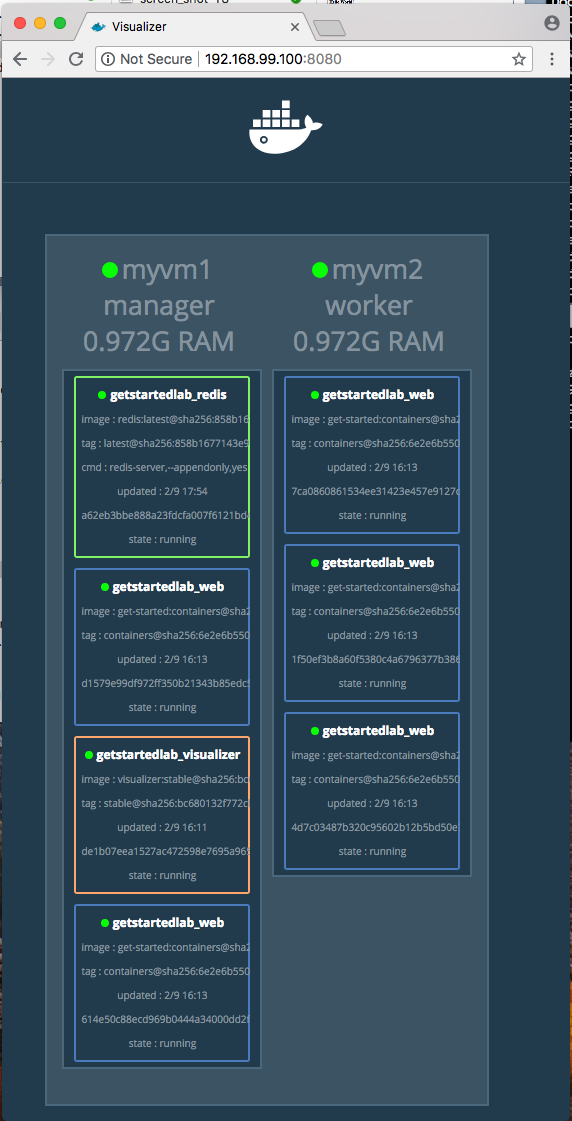 Visualizer
Not Secure
192.168.99.100:8080
myvm1
manager
0.972G RAM
getstartedlab_redis
image : redis:latest@sha256:858b16
tag : latest@sha256:858b1677143e9
cmd : redis-server,--appendonly,yes
updated : 2/9 17:54
a62eb3bbe888a23fdcfa007f6121bd
state : running
getstartedlab_web
image : get-started:containers@sha2
tag : containers@sha256:6e2e6b550
updated : 2/9 16:13
d1579e99df972ff350b21343b85edc
state : running
getstartedlab_visualizer
image : visualizer:stable@sha256:bc
tag : stable@sha256:bc680132f772c
updated : 2/9 16:11
de1b07eea1527ac472598e7695a96
state : running
getstartedlab_web
image : get-started:containers@sha2
tag : containers@sha256:6e2e6b550
updated : 2/9 16:13
614e50c88ecd969b0444a34000dd2f
state : running
myvm2
worker
0.972G RAM
getstartedlab_web
image : get-started:containers@sha2
tag : containers@sha256:6e2e6b550
updated : 2/9 16:13
7ca0860861534ee31423e457e9127c
state : running
getstartedlab_web
image : get-started:containers@sha2
tag : containers@sha256:6e2e6b550
updated : 2/9 16:13
1f50ef3b8a60f5380c4a6796377b386
state : running
getstartedlab_web
image : get-started:containers@sha2
tag : containers@sha256:6e2e6b550
updated : 2/9 16:13
4d7c03487b320c95602b12b5bd50e
state : running